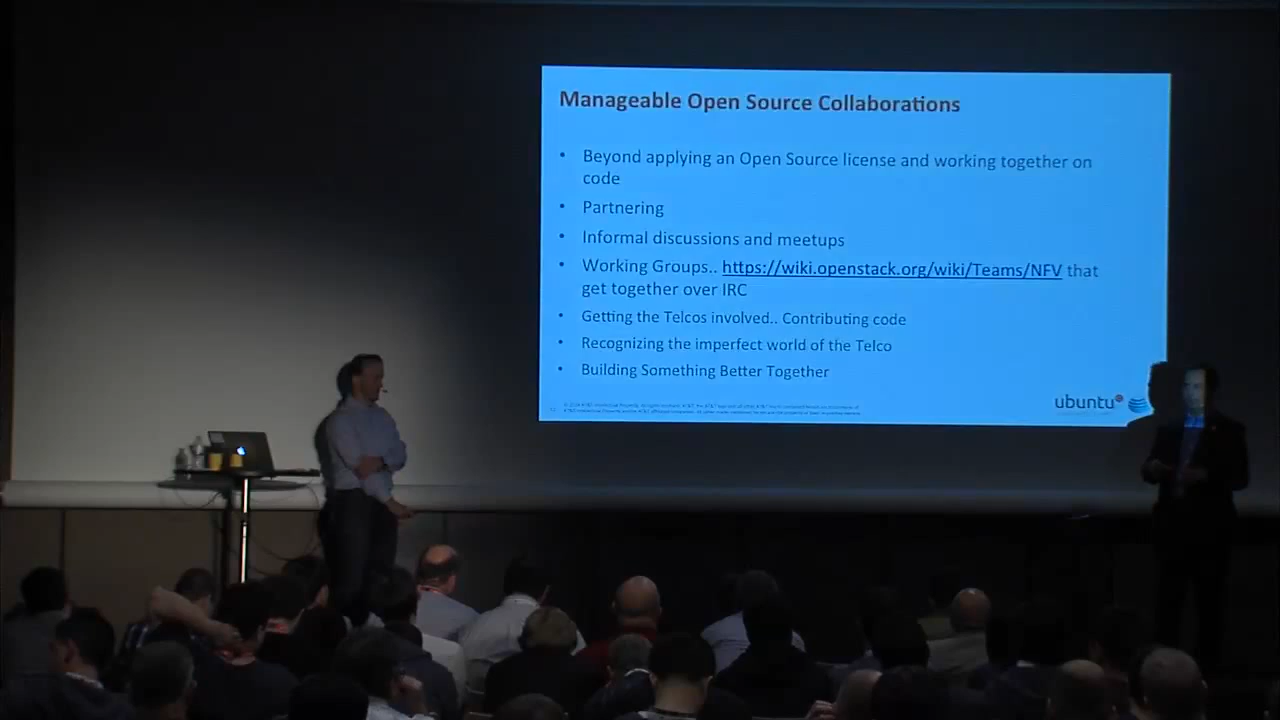 Manageable Open Source Collaborations
• Beyond applying an Open Source license and working together on
code
• Partnering
• Informal discussions and meetups
• Working Groups.. https://wiki.openstack.org/wiki/Teams/NFV that
get together over IRC
• Getting the Telcos involved.. Contributing code
• Recognizing the imperfect world of the Telco
• Building Something Better Together
ubuntu